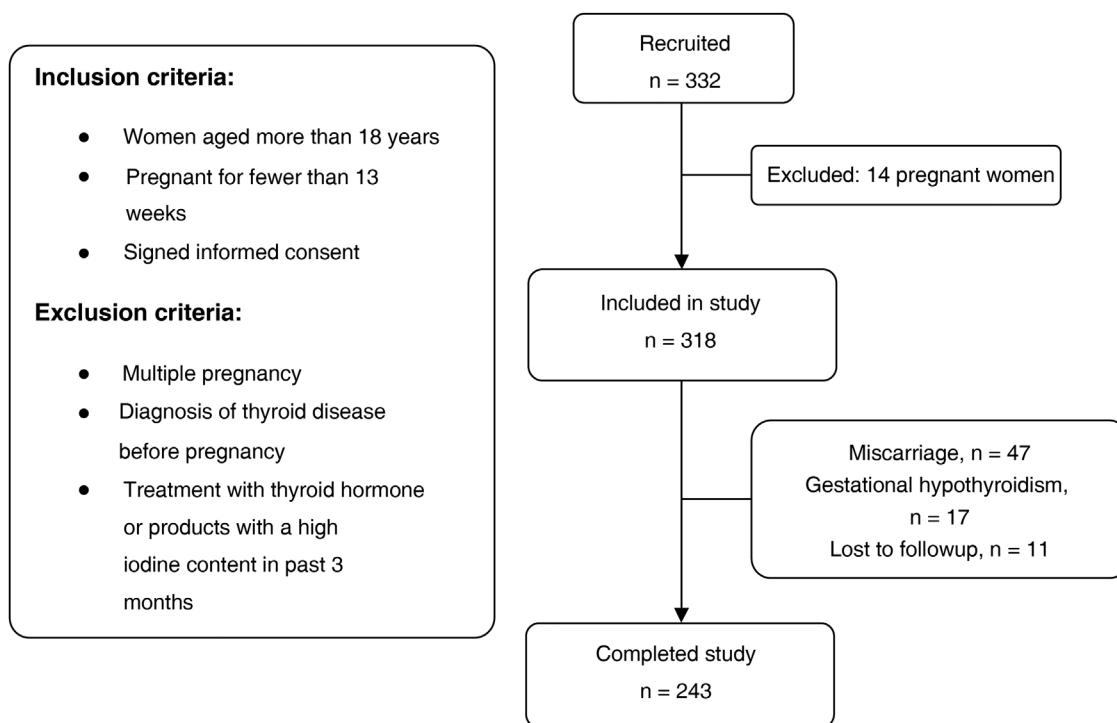 Inclusion criteria:
● Women aged more than 18 years
● Pregnant for fewer than 13
weeks
● Signed informed consent
Exclusion criteria:
● Multiple pregnancy
● Diagnosis of thyroid disease
before pregnancy
● Treatment with thyroid hormone
or products with a high
iodine content in past 3
months
Recruited
n = 332
Excluded: 14 pregnant women
Included in study
n = 318
Miscarriage, n = 47
Gestational hypothyroidism,
n = 17
Lost to followup, n = 11
Completed study
n = 243